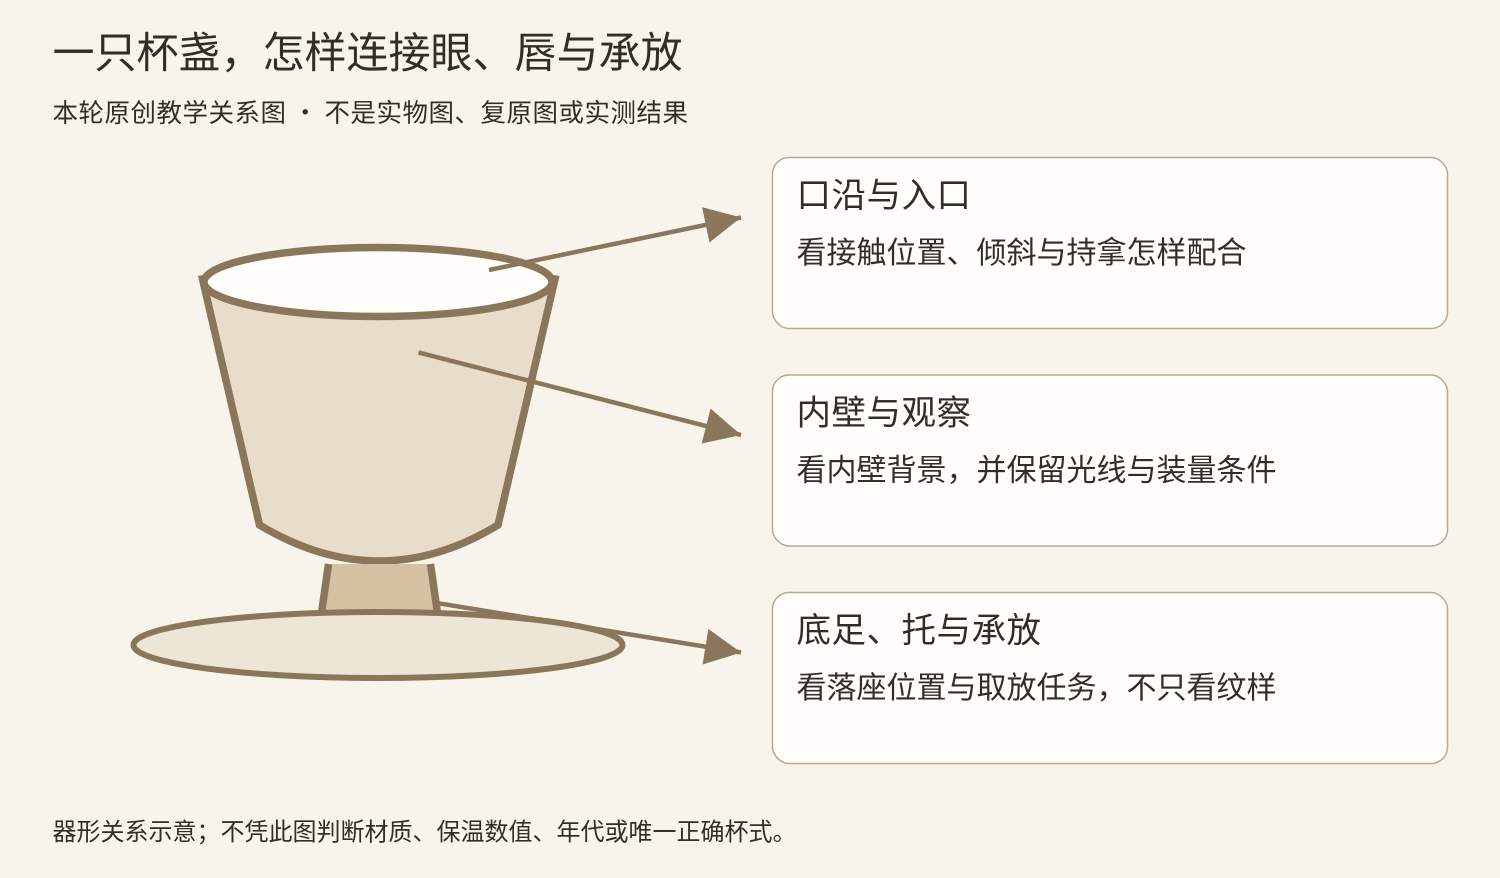 一只杯盏，怎样连接眼、唇与承放
本轮原创教学关系图 · 不是实物图、复原图或实测结果
口沿与入口
看接触位置、倾斜与持拿怎样配合
内壁与观察
看内壁背景，并保留光线与装量条件
底足、托与承放
看落座位置与取放任务，不只看纹样
器形关系示意；不凭此图判断材质、保温数值、年代或唯一正确杯式。